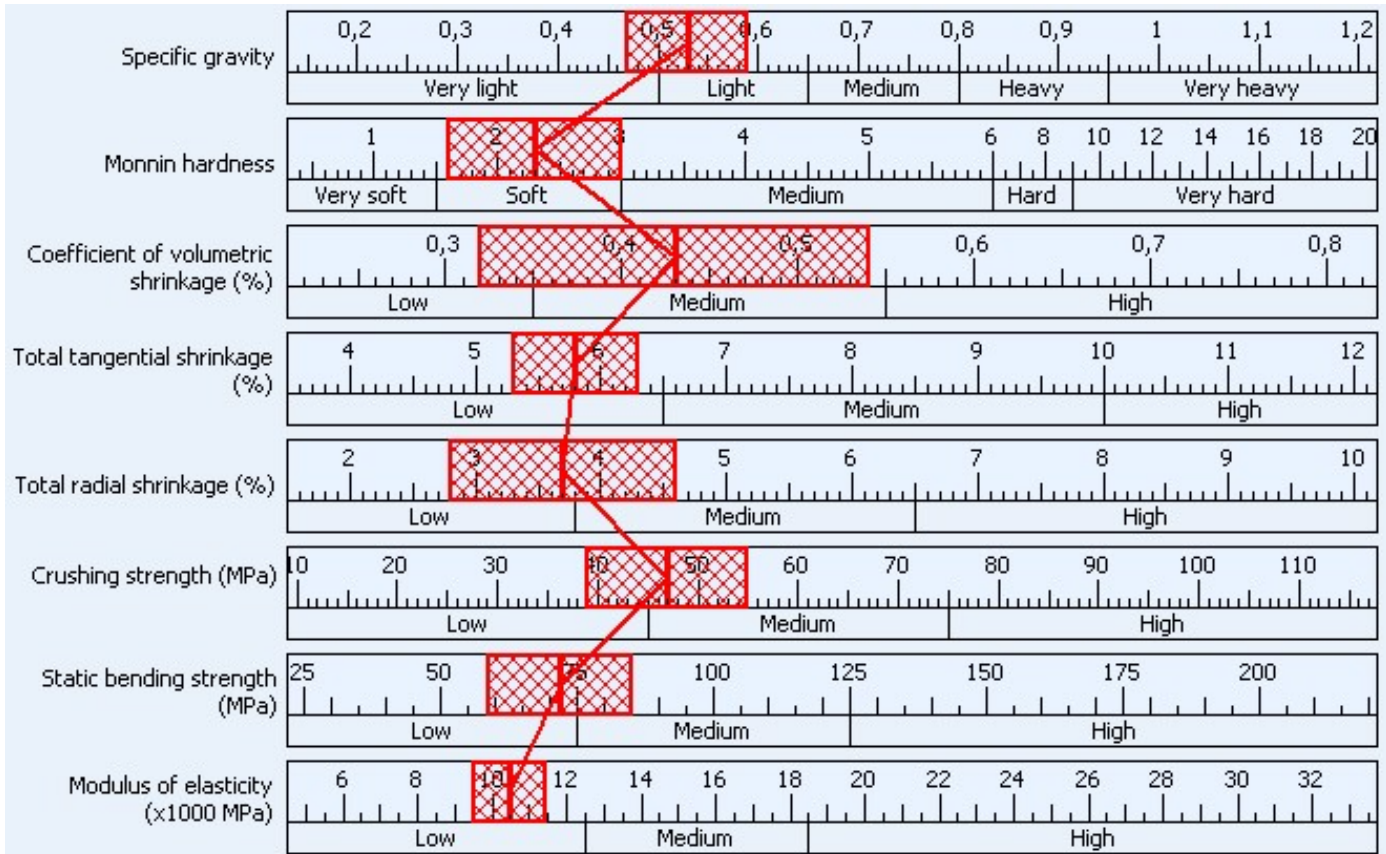 0,2 0,3 0,4 0,5 0,6 0,7 0,8 0,9 1 1,1 1,2
Specific gravity
Very light Light Medium Heavy Very heavy
1 2 3 4 5 6 8 10 12 14 16 18 20
Monnin hardness
Very soft Soft Medium Hard Very hard
0,3 0,4 0,5 0,6 0,7 0,8
Coefficient of volumetric
shrinkage (%)
Low Medium High
4 5 6 7 8 9 10 11 12
Total tangential shrinkage
(%)
Low Medium High
2 3 4 5 6 7 8 9 10
Total radial shrinkage (%)
Low Medium High
10 20 30 40 50 60 70 80 90 100 110
Crushing strength (MPa)
Low Medium High
25 50 75 100 125 150 175 200
Static bending strength
(MPa)
Low Medium High
6 8 10 12 14 16 18 20 22 24 26 28 30 32
Modulus of elasticity
(x1000 MPa)
Low Medium High